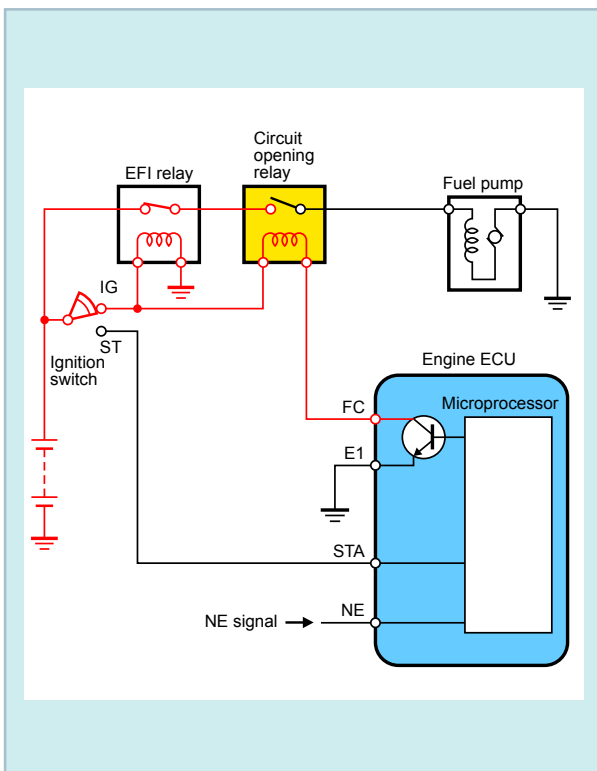 Circuit
opening
relay
EFI relay
Fuel pump
IG
ST
Ignition
switch
Engine ECU
Microprocessor
FC
E1
STA
NE
NE signal